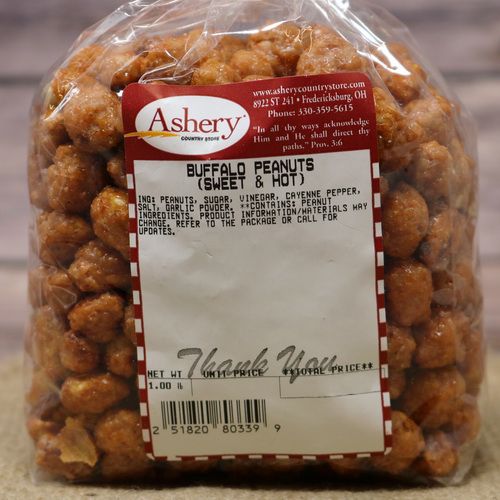 Ashery
COUNTRY STORE
www.asherycountrystore.com
8922 ST 241 • Fredericksburg, OH
Phone: 330-359-5615
"In all thy ways acknowledge
Him and He shall direct thy
paths." Prov. 3:6
BUFFALO PEANUTS
(SWEET & HOT)
ING: PEANUTS, SUGAR, VINEGAR, CAYENNE PEPPER,
SALT, GARLIC POWDER. **CONTAINS: PEANUT
INGREDIENTS. PRODUCT INFORMATION/MATERIALS MAY
CHANGE. REFER TO THE PACKAGE OR CALL FOR
UPDATES.
Thank You
NET WT UNIT PRICE **TOTAL PRICE**
1.00 lb
2 51820 80339 9